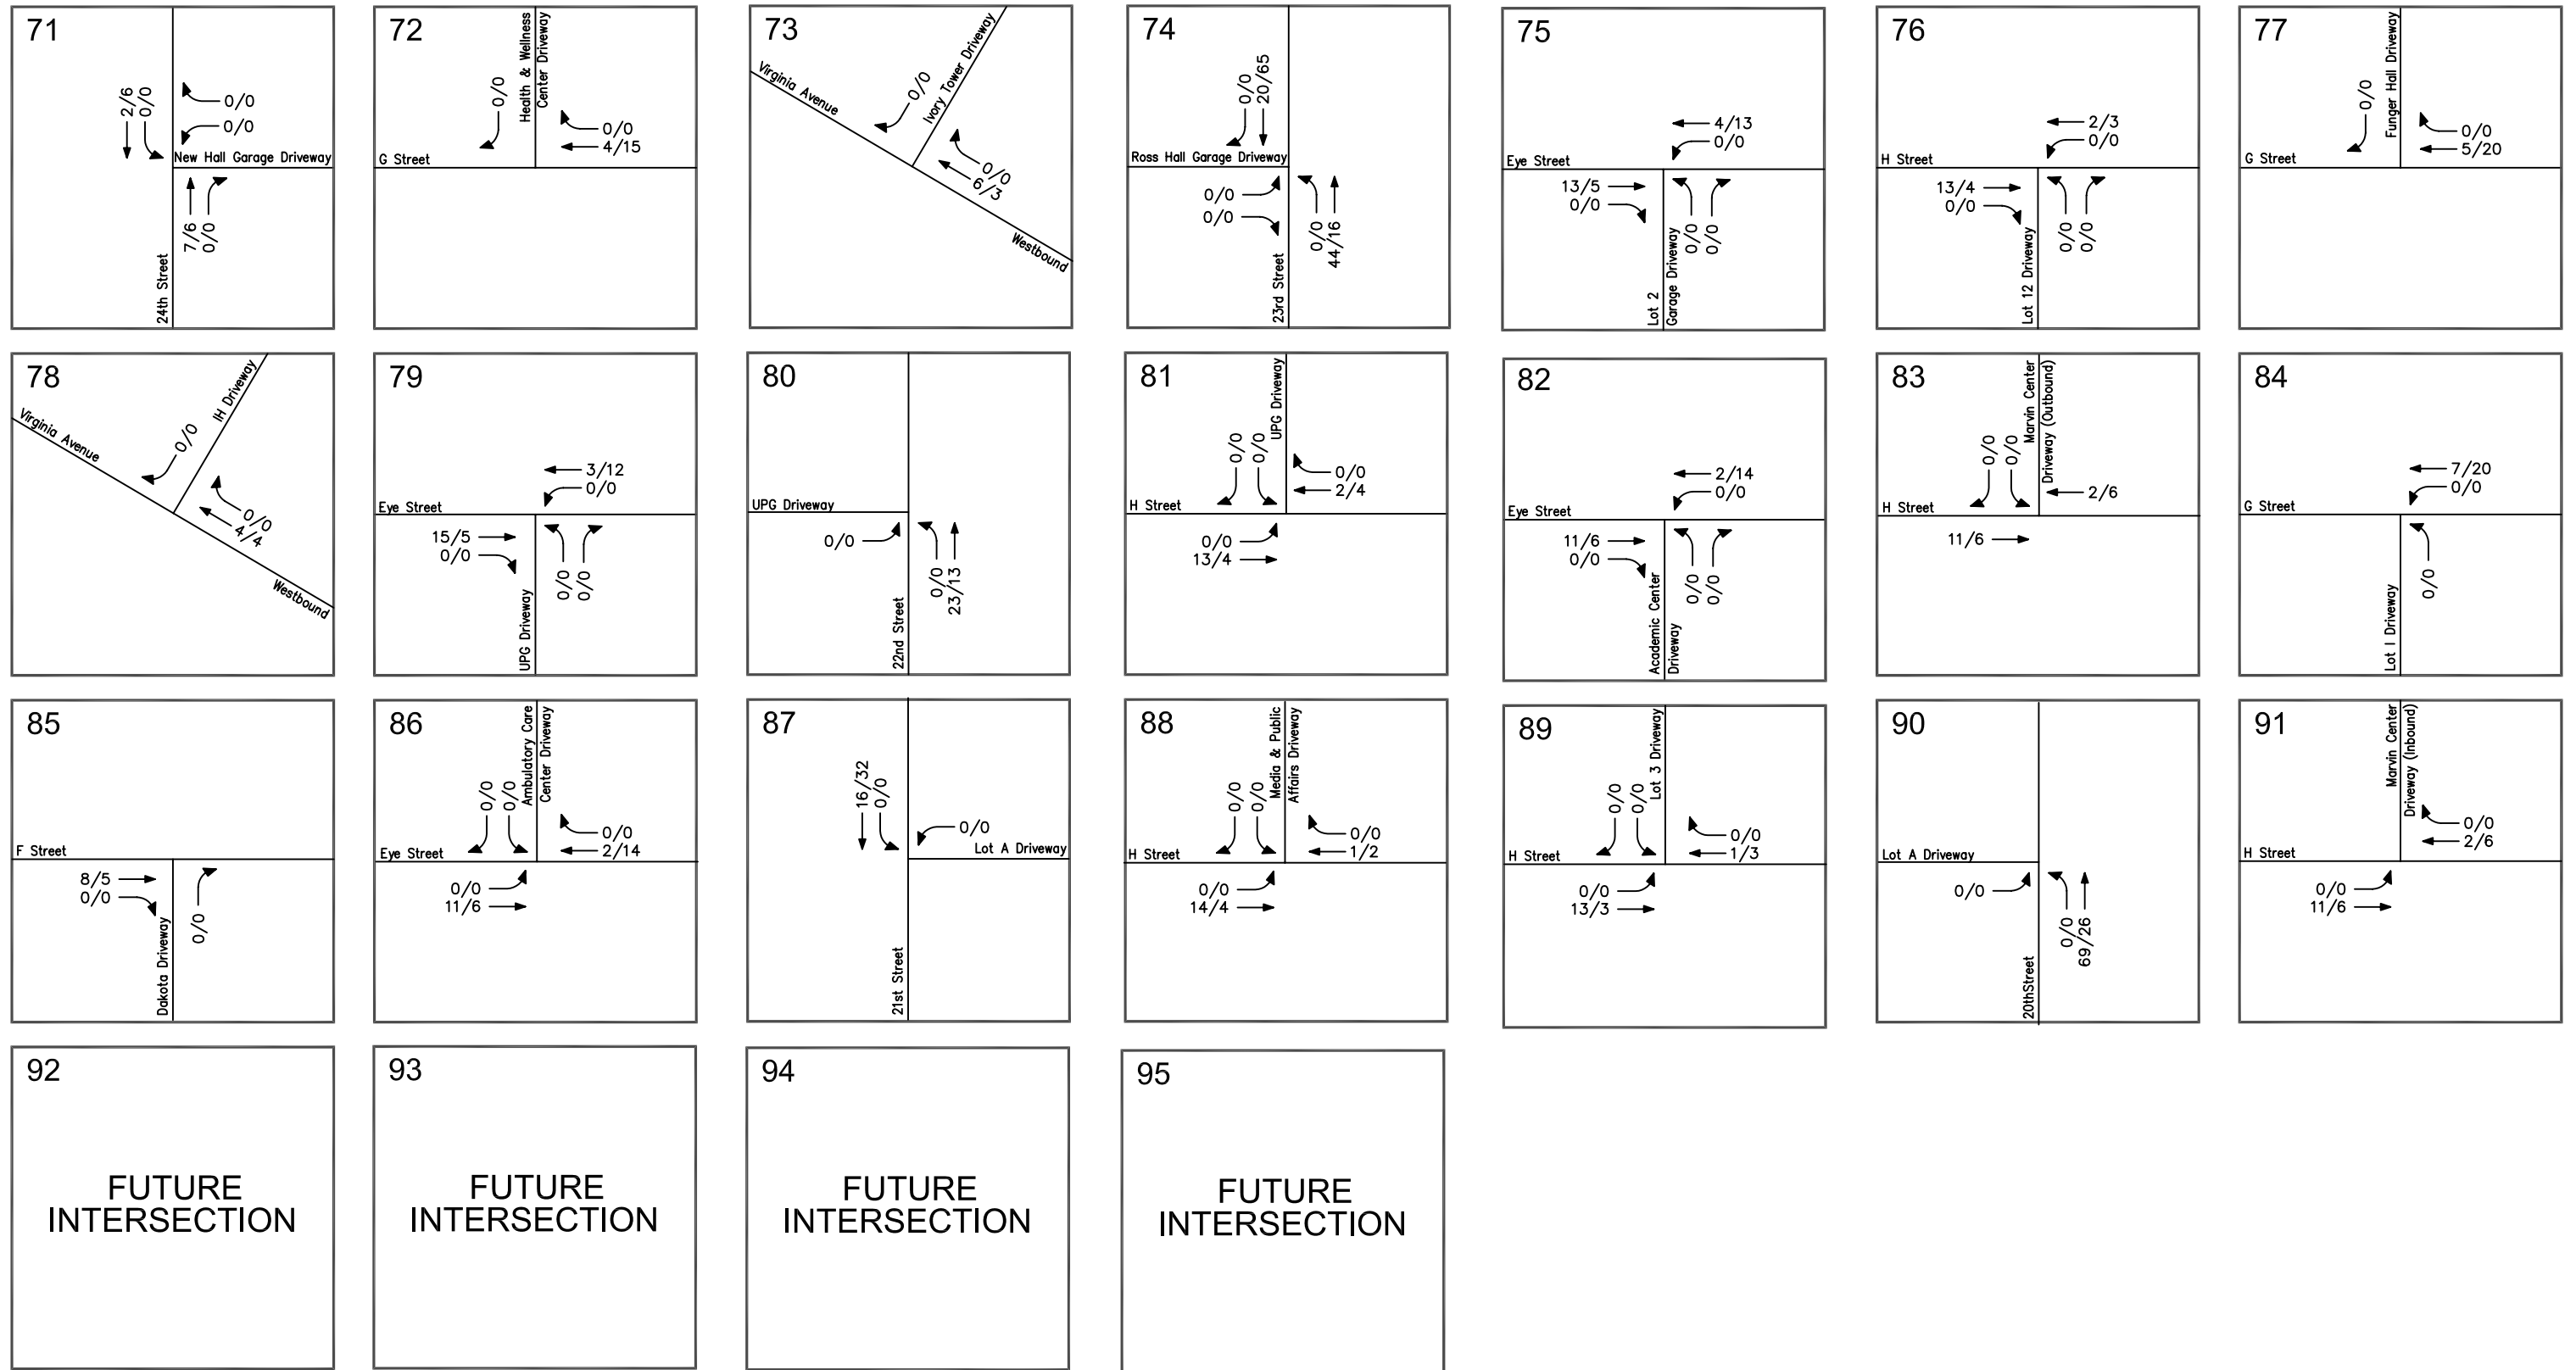 71
2/6
0/0
0/0
0/0
New Hall Garage Driveway
7/6
0/0
24th Street
72
Health & Wellness
Center Driveway
0/0
0/0
4/15
G Street
73
Virginia Avenue
Ivory Tower Driveway
0/0
0/0
6/3
Westbound
74
0/0
20/65
Ross Hall Garage Driveway
0/0
0/0
0/0
44/16
23rd Street
75
4/13
0/0
Eye Street
13/5
0/0
0/0
0/0
Lot 2
Garage Driveway
76
2/3
0/0
H Street
13/4
0/0
0/0
0/0
Lot 12 Driveway
77
Funger Hall Driveway
0/0
0/0
5/20
G Street
78
Virginia Avenue
IH Driveway
0/0
0/0
4/4
Westbound
79
3/12
0/0
Eye Street
15/5
0/0
0/0
0/0
UPG Driveway
80
UPG Driveway
0/0
0/0
23/13
22nd Street
81
UPG Driveway
0/0
0/0
0/0
2/4
H Street
0/0
13/4
82
2/14
0/0
Eye Street
11/6
0/0
0/0
0/0
Academic Center
Driveway
83
Marvin Center
Driveway (Outbound)
0/0
0/0
2/6
H Street
11/6
84
7/20
0/0
G Street
0/0
Lot I Driveway
85
F Street
8/5
0/0
0/0
Dakota Driveway
86
Ambulatory Care
Center Driveway
0/0
0/0
0/0
2/14
Eye Street
0/0
11/6
87
16/32
0/0
0/0
Lot A Driveway
21st Street
88
Media & Public
Affairs Driveway
0/0
0/0
0/0
1/2
H Street
0/0
14/4
89
Lot 3 Driveway
0/0
0/0
0/0
1/3
H Street
0/0
13/3
90
Lot A Driveway
0/0
0/0
69/26
20thStreet
91
Marvin Center
Driveway (Inbound)
0/0
2/6
H Street
0/0
11/6
92
FUTURE
INTERSECTION
93
FUTURE
INTERSECTION
94
FUTURE
INTERSECTION
95
FUTURE
INTERSECTION